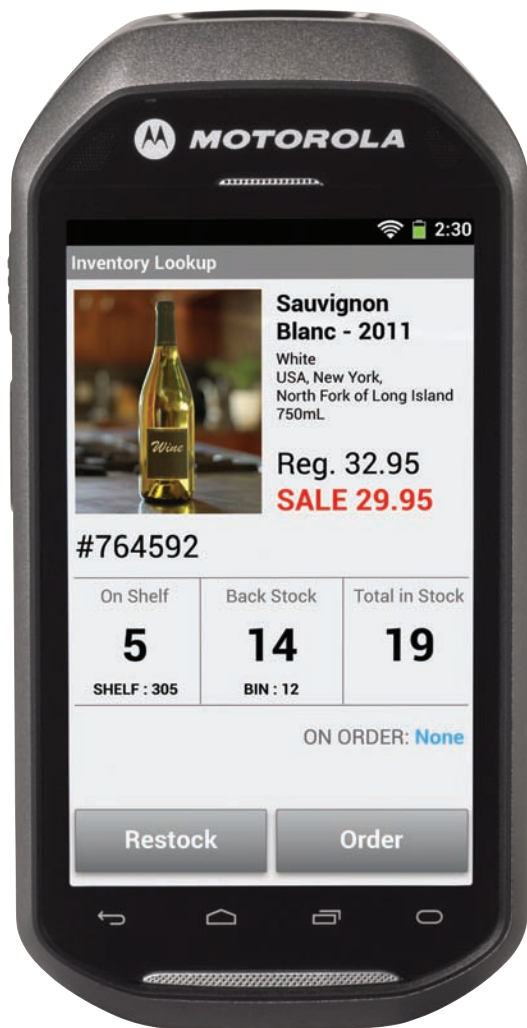 MOTOROLA
2:30
Inventory Lookup
Sauvignon
Blanc - 2011
White
USA, New York,
North Fork of Long Island
750mL
Wine
Reg. 32.95
SALE 29.95
#764592
On Shelf Back Stock Total in Stock
5 14 19
SHELF : 305 BIN : 12
ON ORDER: None
Restock Order